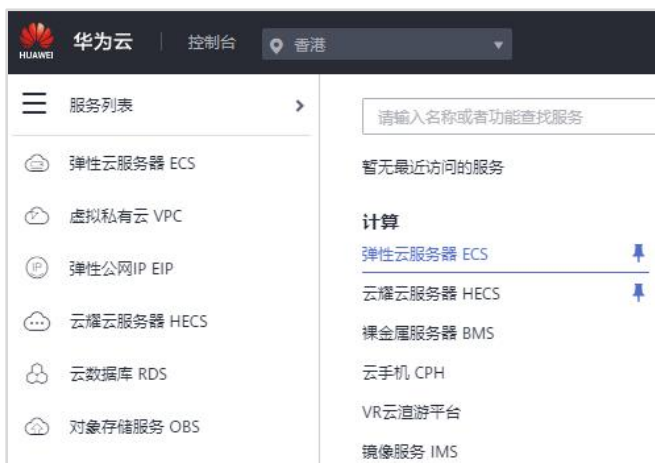 HUAWEI 华为云 控制台 香港
服务列表
弹性云服务器 ECS
虚拟私有云 VPC
IP 弹性公网IP EIP
云耀云服务器 HECS
云数据库 RDS
对象存储服务 OBS
请输入名称或者功能查找服务
暂无最近访问的服务
计算
弹性云服务器 ECS
云耀云服务器 HECS
裸金属服务器 BMS
云手机 CPH
VR云渲游平台
镜像服务 IMS